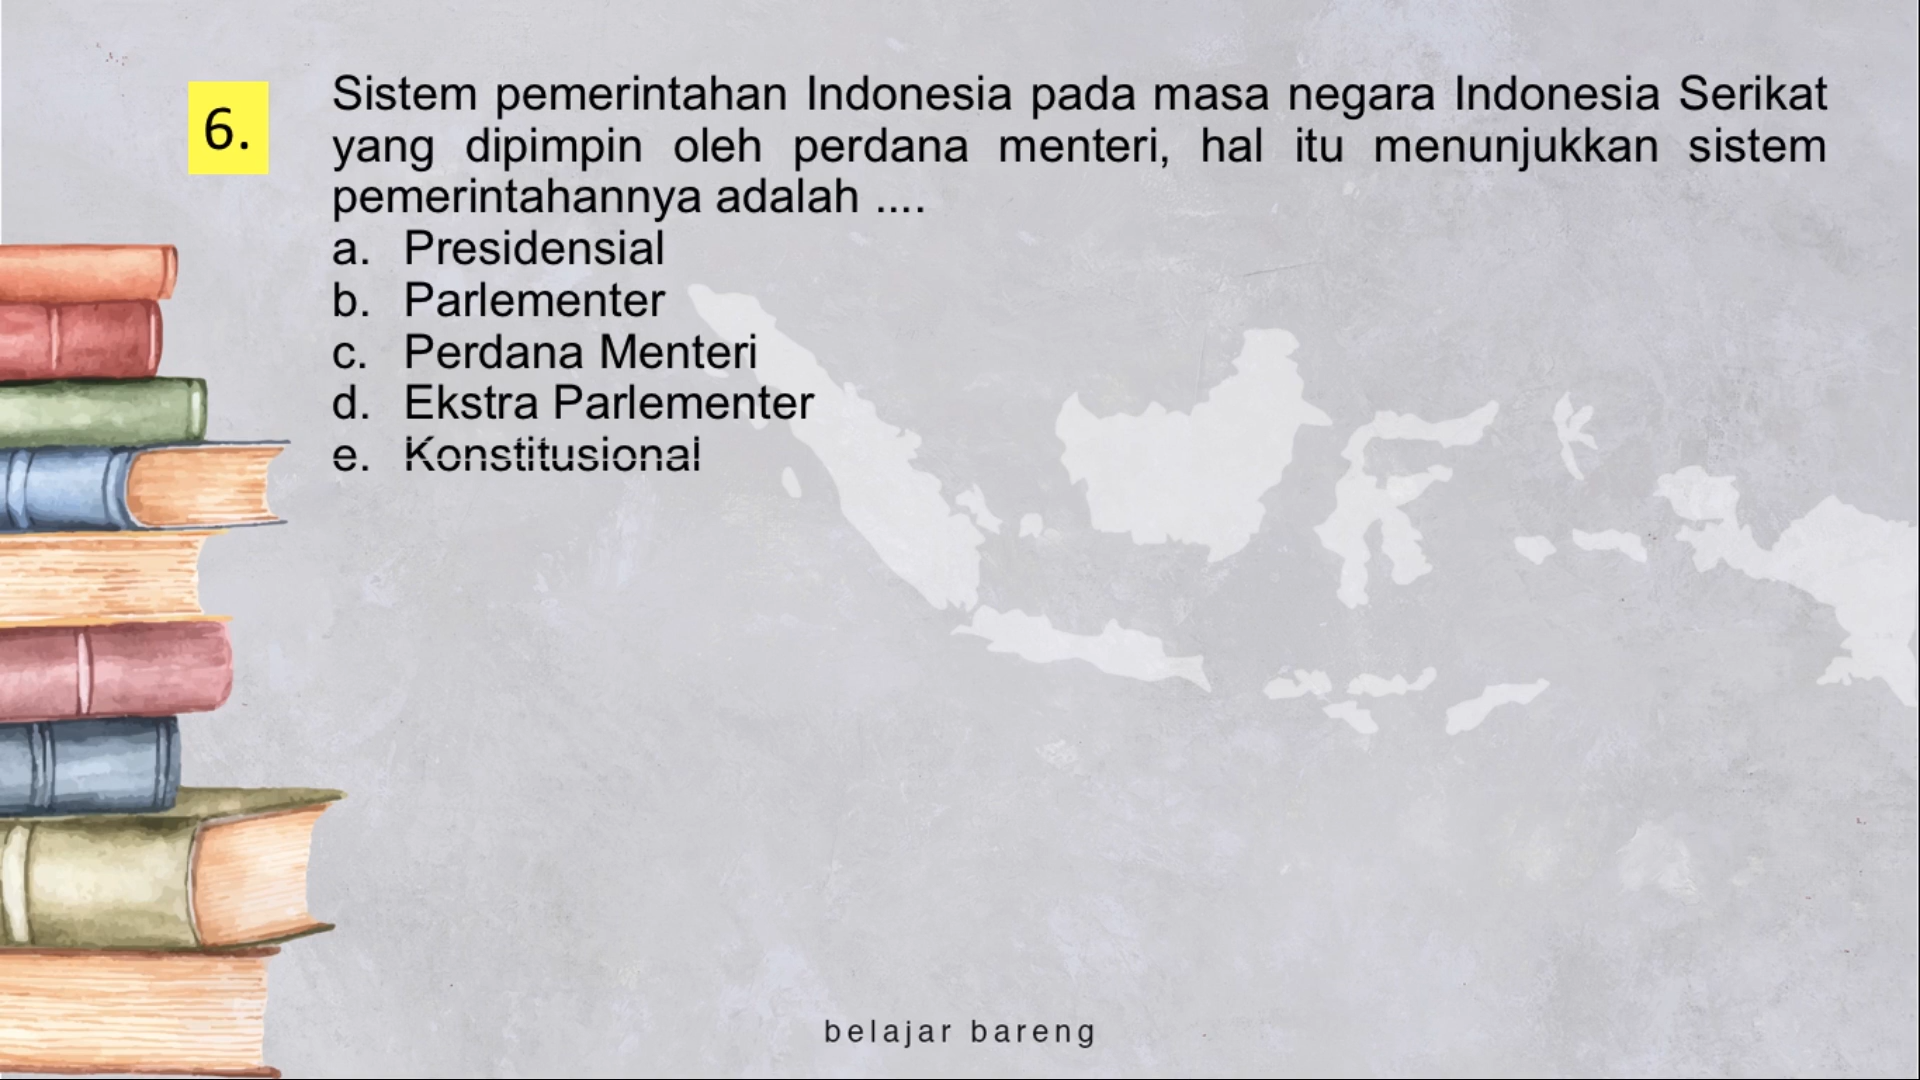 6.
Sistem pemerintahan Indonesia pada masa negara Indonesia Serikat
yang dipimpin oleh perdana menteri, hal itu menunjukkan sistem
pemerintahannya adalah ....
a. Presidensial
b. Parlementer
c. Perdana Menteri
d. Ekstra Parlementer
e. Konstitusional
belajar bareng